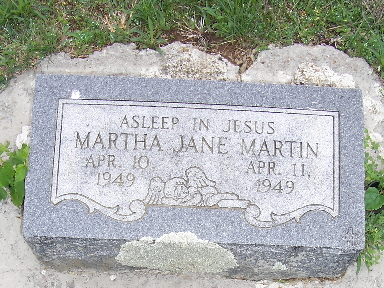 ASLEEP IN JESUS
MARTHA JANE MARTIN
APR. 10, APR. 11,
1949 1949